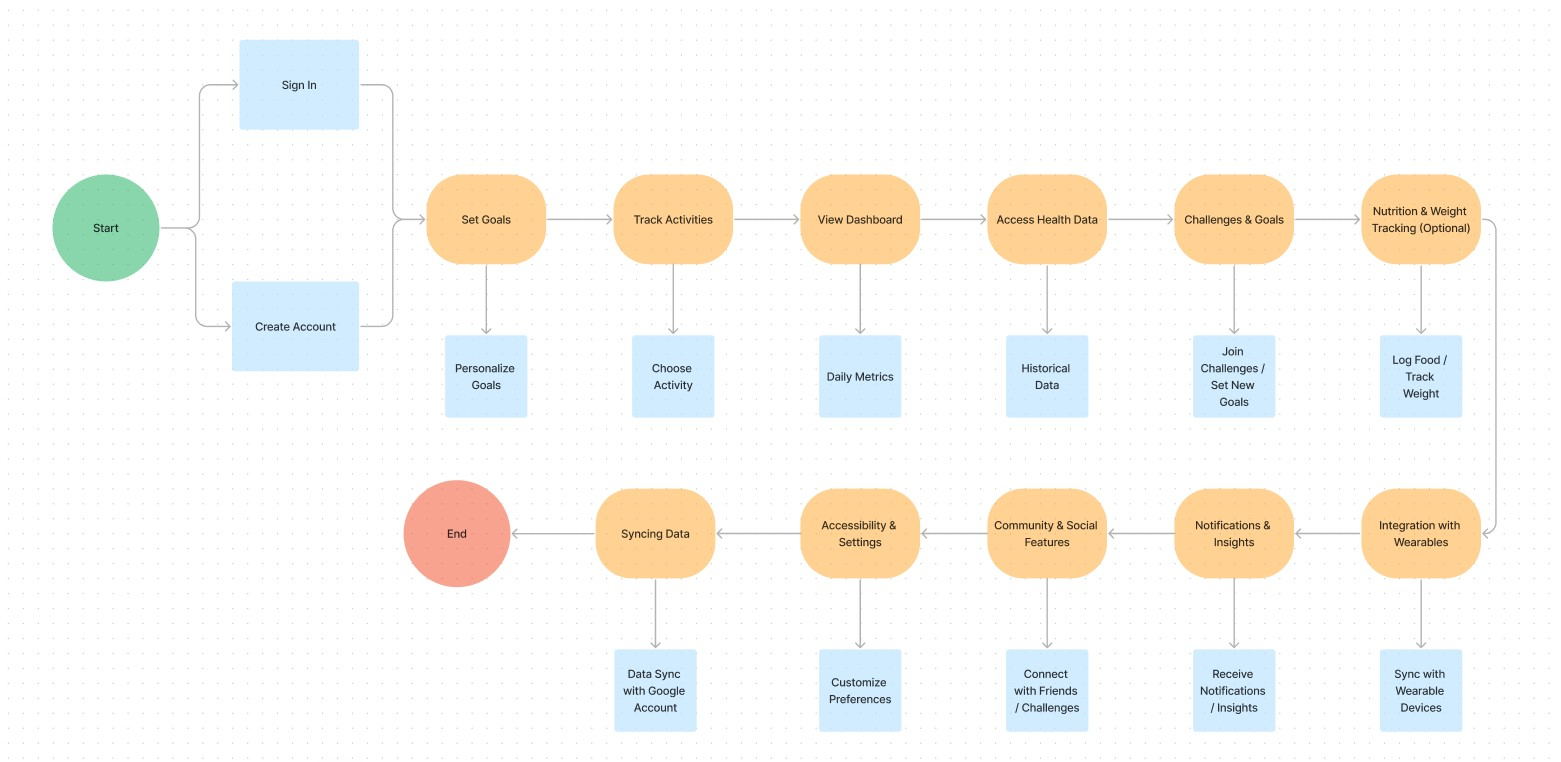 Sign In
Start
Create Account
Set Goals
Track Activities
View Dashboard
Access Health Data
Challenges & Goals
Nutrition & Weight
Tracking (Optional)
Personalize
Goals
Choose
Activity
Daily Metrics
Historical
Data
Join
Challenges /
Set New
Goals
Log Food /
Track
Weight
End
Syncing Data
Accessibility &
Settings
Community & Social
Features
Notifications &
Insights
Integration with
Wearables
Data Sync
with Google
Account
Customize
Preferences
Connect
with Friends
/ Challenges
Receive
Notifications
/ Insights
Sync with
Wearable
Devices